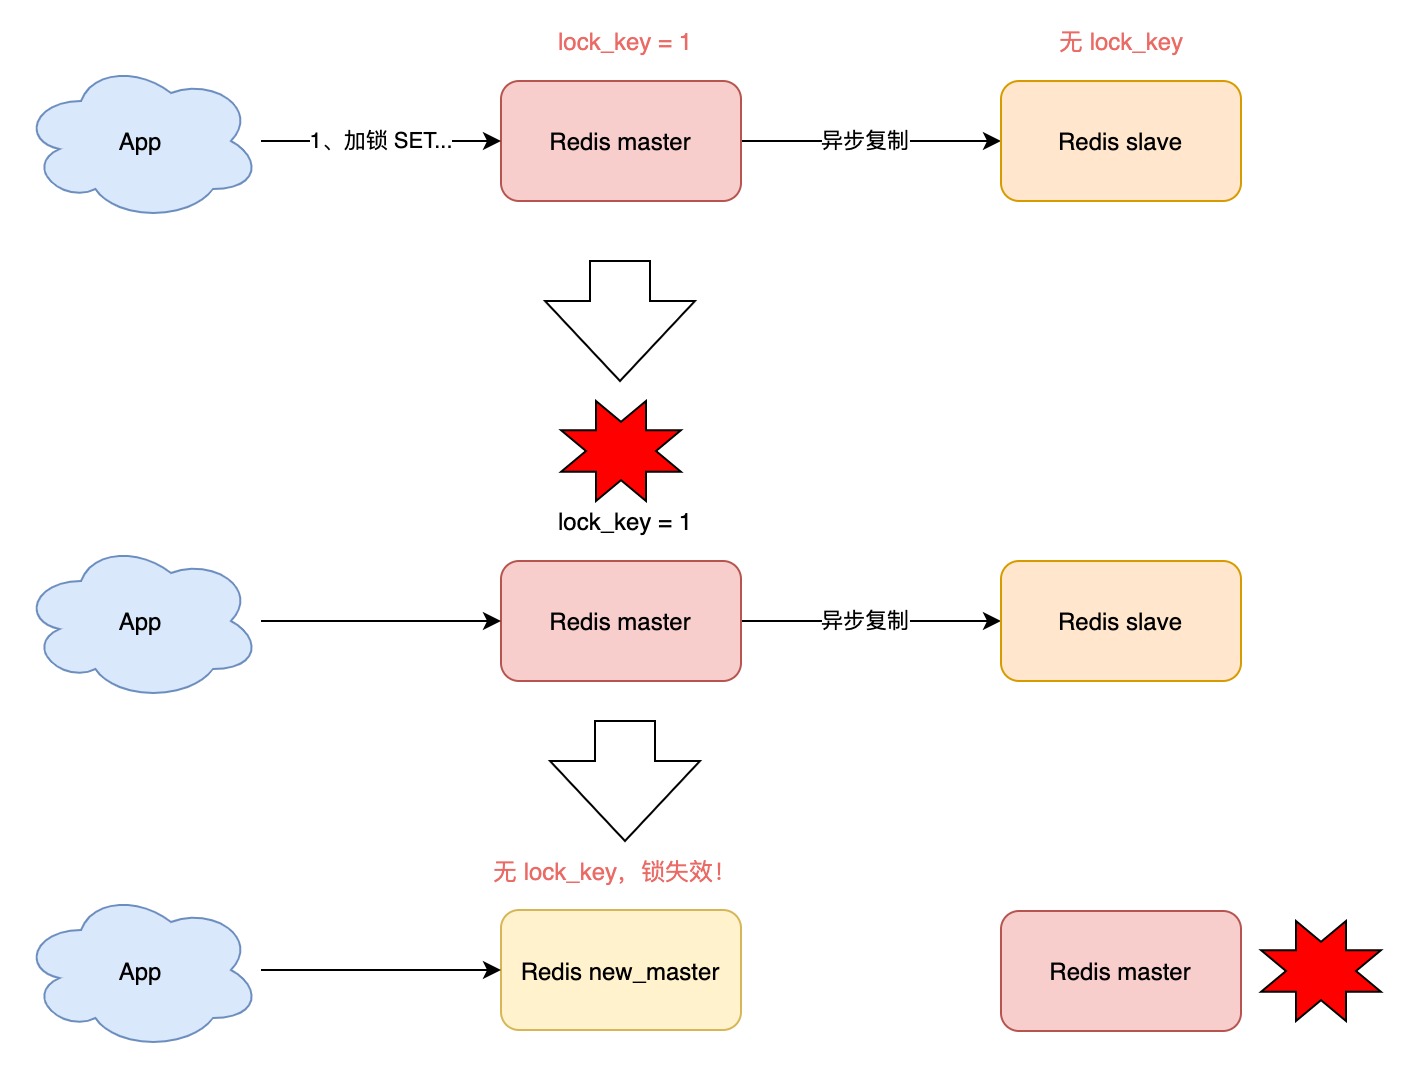 lock_key = 1
无 lock_key
App
1、加锁 SET...
Redis master
异步复制
Redis slave
lock_key = 1
App
Redis master
异步复制
Redis slave
无 lock_key，锁失效！
App
Redis new_master
Redis master